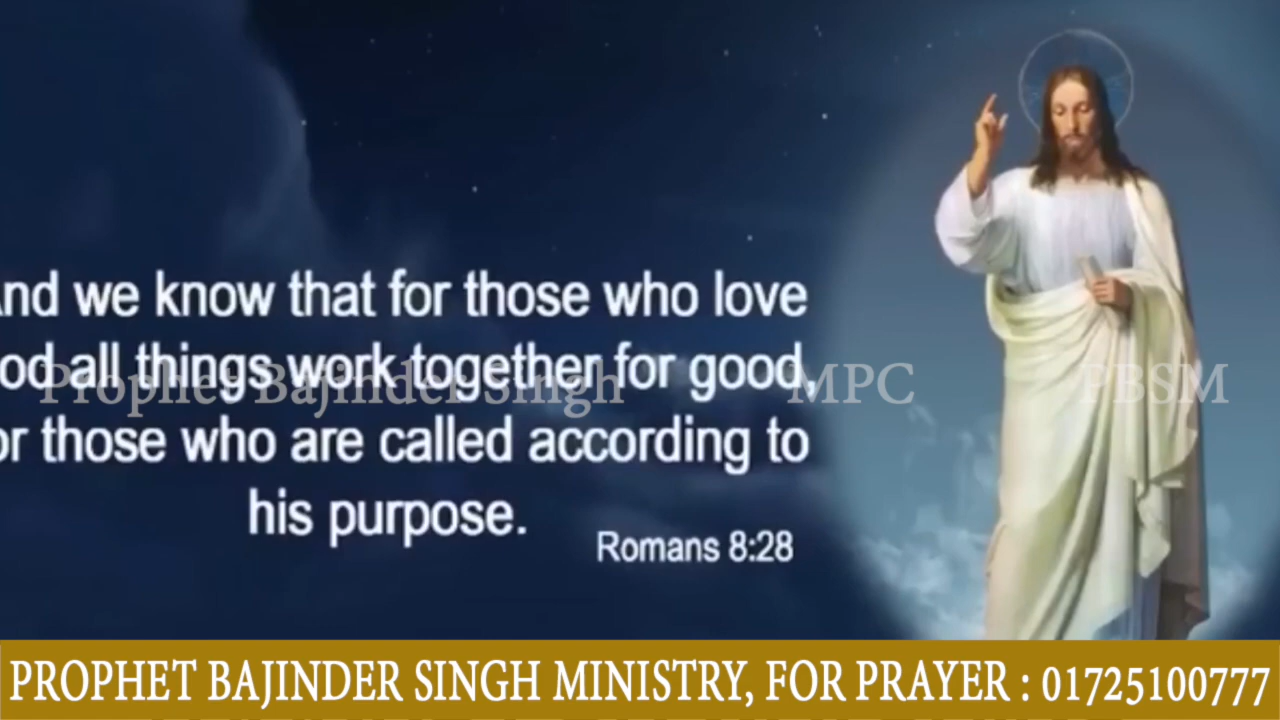 nd we know that for those who love
od all things work together for good,
or those who are called according to
his purpose.
Romans 8:28
Prophet Bajinder Singh MPC PBSM
PROPHET BAJINDER SINGH MINISTRY, FOR PRAYER : 01725100777